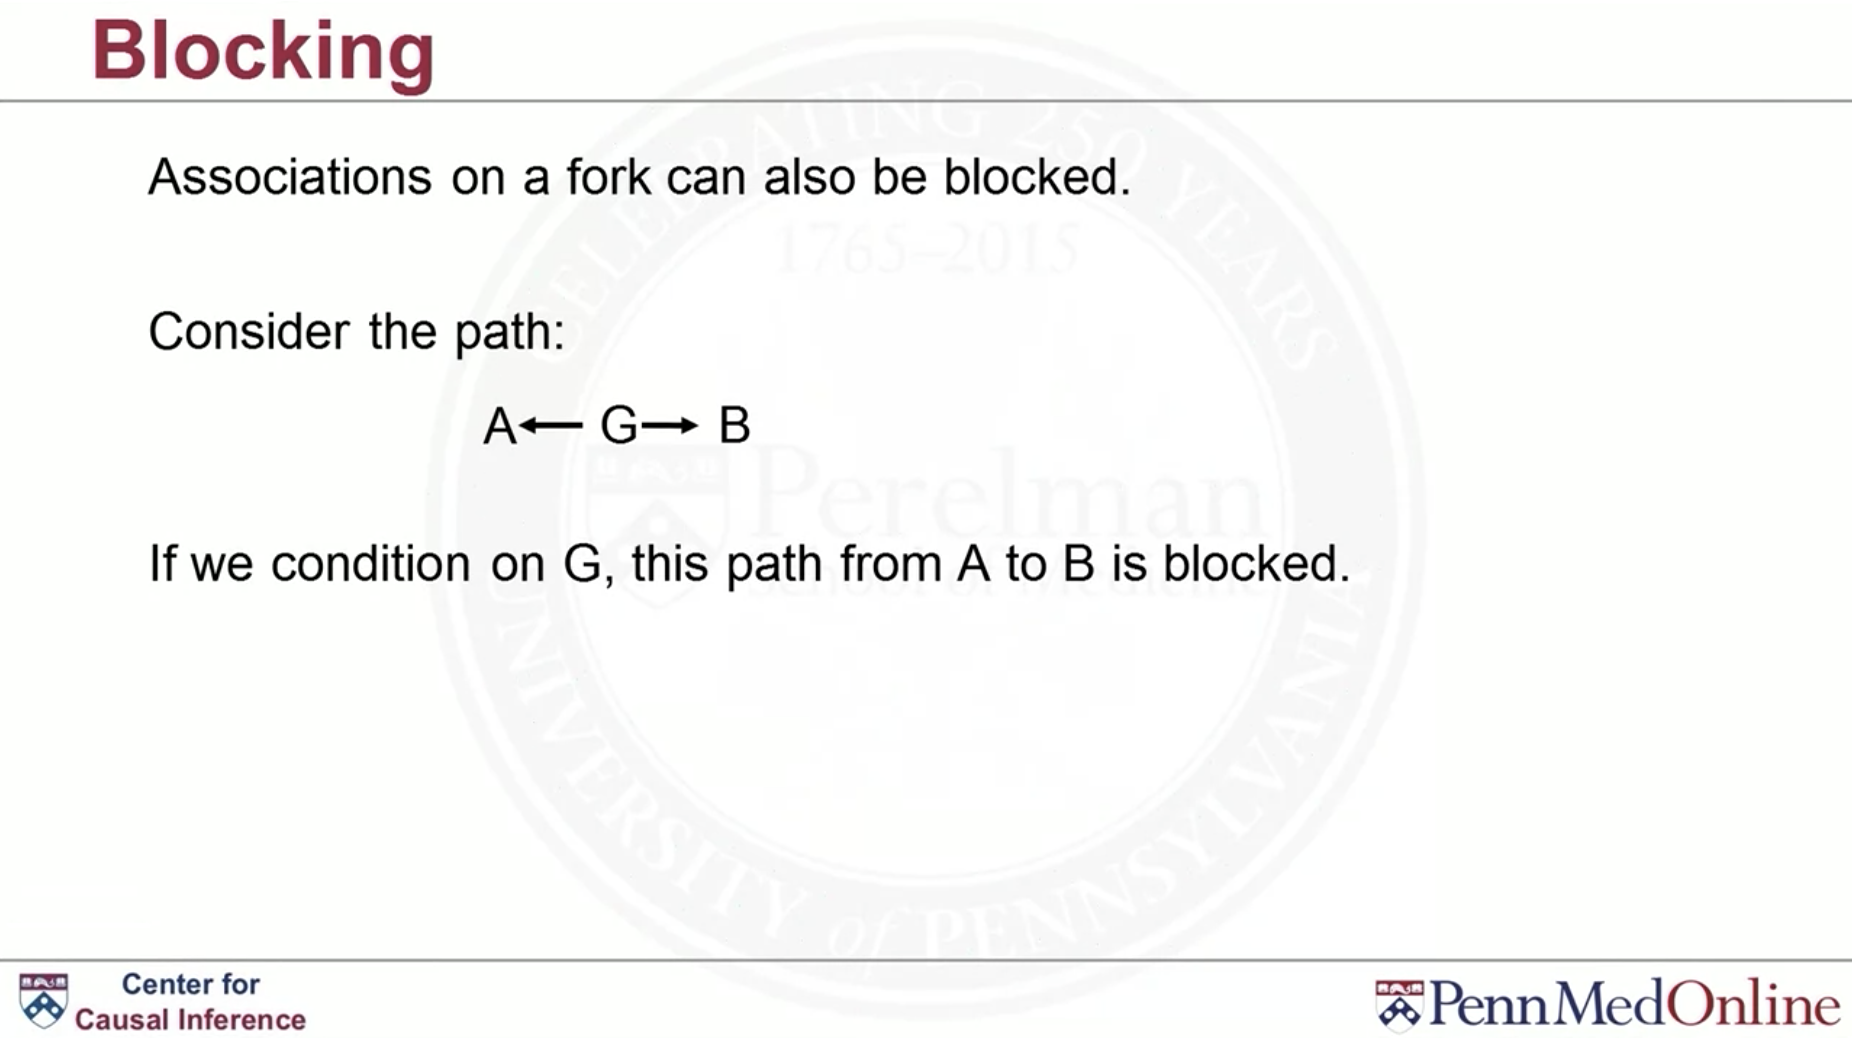 Blocking
Associations on a fork can also be blocked.
Consider the path:
A← G→ B
If we condition on G, this path from A to B is blocked.
CELEBRATING 250 YEARS
1765–2015
Perelman
School of Medicine
UNIVERSITY of PENNSYLVANIA
Center for
Causal Inference
PennMedOnline